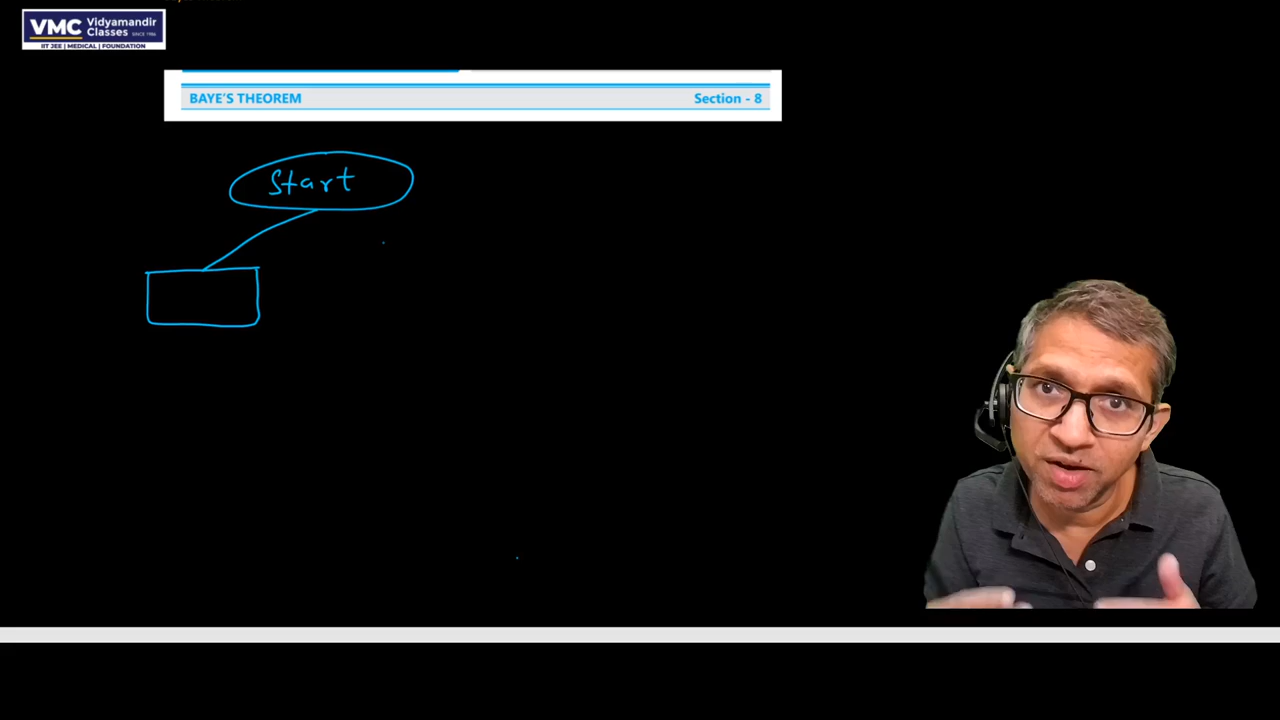 VMC Vidyamandir
Classes SINCE 1986
IIT JEE | MEDICAL | FOUNDATION
BAYE'S THEOREM Section - 8
Start